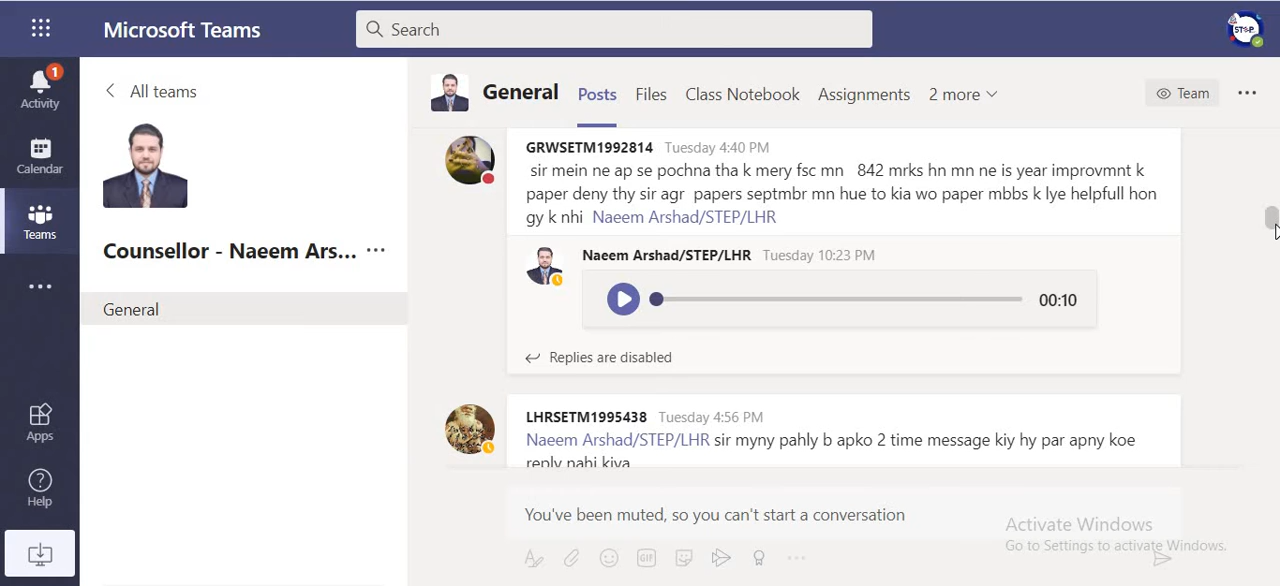 Microsoft Teams
Search
STEP
1
Activity
Calendar
Teams
Apps
Help
All teams
Counsellor - Naeem Ars... ...
General
General Posts Files Class Notebook Assignments 2 more Team
GRWSETM1992814 Tuesday 4:40 PM
sir mein ne ap se pochna tha k mery fsc mn 842 mrks hn mn ne is year improvmnt k
paper deny thy sir agr papers septmbr mn hue to kia wo paper mbbs k lye helpfull hon
gy k nhi Naeem Arshad/STEP/LHR
Naeem Arshad/STEP/LHR Tuesday 10:23 PM
00:10
Replies are disabled
LHRSETM1995438 Tuesday 4:56 PM
Naeem Arshad/STEP/LHR sir myny pahly b apko 2 time message kiy hy par apny koe
reply nahi kiya
You've been muted, so you can't start a conversation
GIF
Activate Windows
Go to Settings to activate Windows.